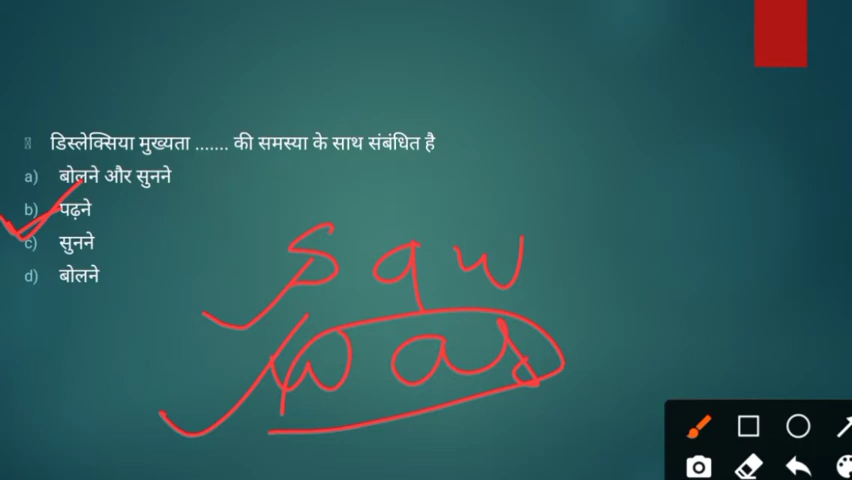 डिस्लेक्सिया मुख्यता ....... की समस्या के साथ संबंधित है
a) बोलने और सुनने
b) पढ़ने
c) सुनने
d) बोलने
saw
was